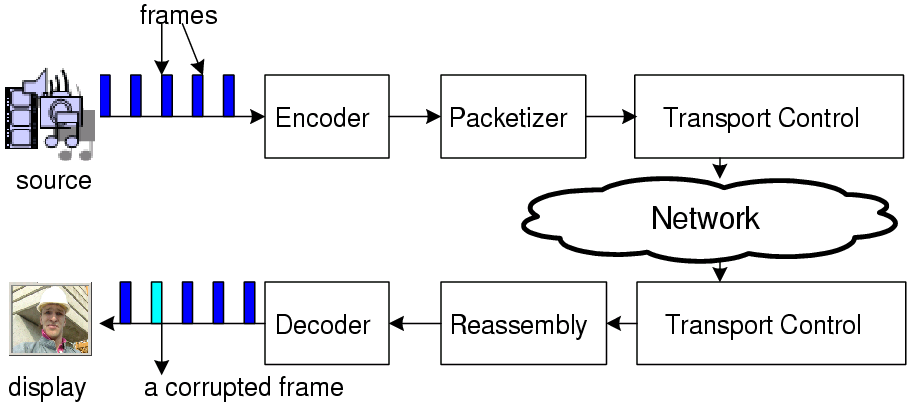 frames
Encoder
Packetizer
Transport Control
source
Network
Decoder
Reassembly
Transport Control
display
a corrupted frame